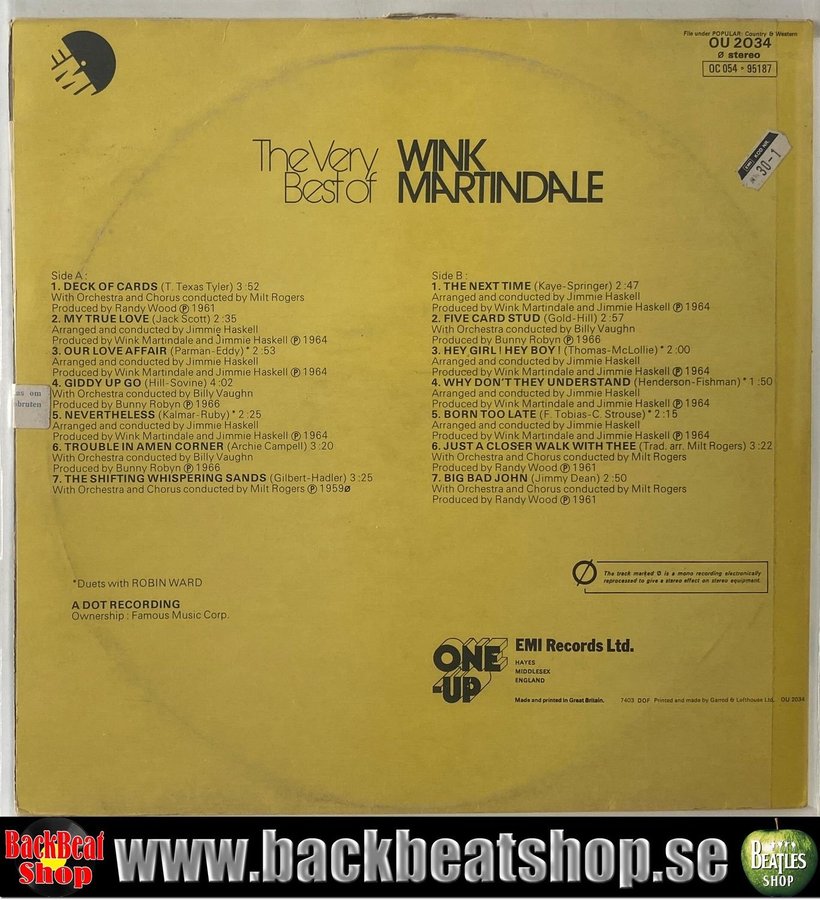 EMI
File under POPULAR: Country & Western
OU 2034
Ø stereo
OC 054 • 95187
The Very Best of WINK MARTINDALE
30-1
Side A :
1. DECK OF CARDS (T. Texas Tyler) 3 :52
With Orchestra and Chorus conducted by Milt Rogers
Produced by Randy Wood ℗ 1961
2. MY TRUE LOVE (Jack Scott) 2 :35
Arranged and conducted by Jimmie Haskell
Produced by Wink Martindale and Jimmie Haskell ℗ 1964
3. OUR LOVE AFFAIR (Parman-Eddy)* 2 :53
Arranged and conducted by Jimmie Haskell
Produced by Wink Martindale and Jimmie Haskell ℗ 1964
4. GIDDY UP GO (Hill-Sovine) 4 :02
With Orchestra conducted by Billy Vaughn
Produced by Bunny Robyn ℗ 1966
5. NEVERTHELESS (Kalmar-Ruby)* 2 :25
Arranged and conducted by Jimmie Haskell
Produced by Wink Martindale and Jimmie Haskell ℗ 1964
6. TROUBLE IN AMEN CORNER (Archie Campell) 3 :20
With Orchestra conducted by Billy Vaughn
Produced by Bunny Robyn ℗ 1966
7. THE SHIFTING WHISPERING SANDS (Gilbert-Hadler) 3 :25
With Orchestra and Chorus conducted by Milt Rogers ℗ 1959ø
Side B :
1. THE NEXT TIME (Kaye-Springer) 2 :47
Arranged and conducted by Jimmie Haskell
Produced by Wink Martindale and Jimmie Haskell ℗ 1964
2. FIVE CARD STUD (Gold-Hill) 2 :57
With Orchestra conducted by Billy Vaughn
Produced by Bunny Robyn ℗ 1966
3. HEY GIRL ! HEY BOY ! (Thomas-McLollie)* 2 :00
Arranged and conducted by Jimmie Haskell
Produced by Wink Martindale and Jimmie Haskell ℗ 1964
4. WHY DON'T THEY UNDERSTAND (Henderson-Fishman)* 1 :50
Arranged and conducted by Jimmie Haskell
Produced by Wink Martindale and Jimmie Haskell ℗ 1964
5. BORN TOO LATE (F. Tobias-C. Strouse)* 2 :15
Arranged and conducted by Jimmie Haskell
Produced by Wink Martindale and Jimmie Haskell ℗ 1964
6. JUST A CLOSER WALK WITH THEE (Trad. arr. Milt Rogers) 3 :22
With Orchestra and Chorus conducted by Milt Rogers
Produced by Randy Wood ℗ 1961
7. BIG BAD JOHN (Jimmy Dean) 2 :50
With Orchestra and Chorus conducted by Milt Rogers
Produced by Randy Wood ℗ 1961
*Duets with ROBIN WARD
A DOT RECORDING
Ownership : Famous Music Corp.
Ø The track marked Ø is a mono recording electronically
reprocessed to give a stereo effect on stereo equipment.
ONE-UP
EMI Records Ltd.
HAYES
MIDDLESEX
ENGLAND
Made and printed in Great Britain. 7403 DOF Printed and made by Garrod & Lofthouse Ltd. OU 2034
BackBeat Shop
www.backbeatshop.se
BEATLES SHOP